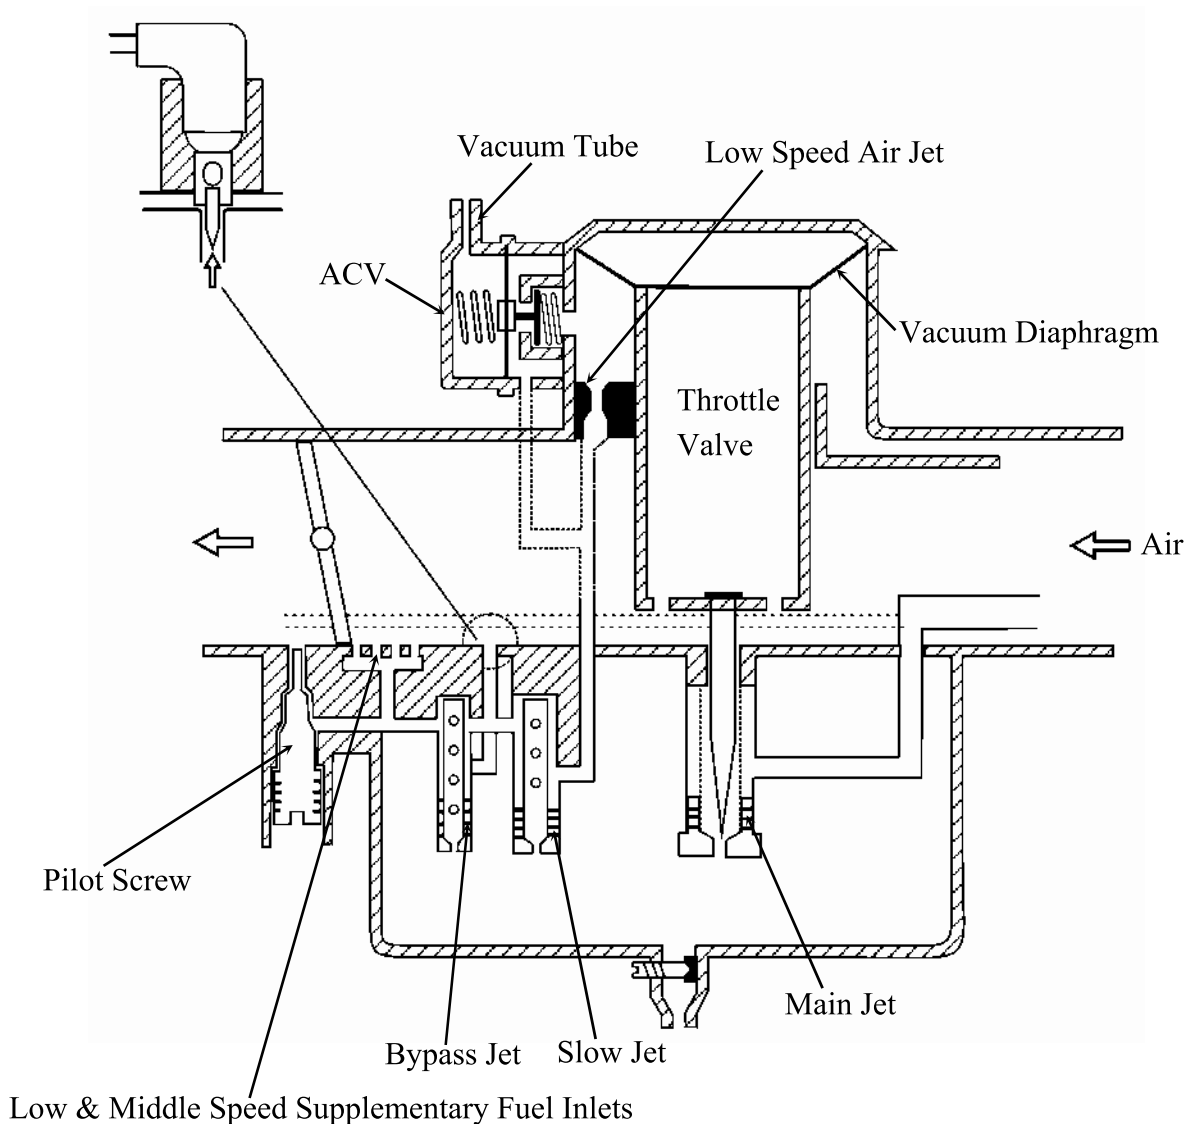 Vacuum Tube
Low Speed Air Jet
ACV
Vacuum Diaphragm
Throttle
Valve
Air
Pilot Screw
Main Jet
Bypass Jet
Slow Jet
Low & Middle Speed Supplementary Fuel Inlets